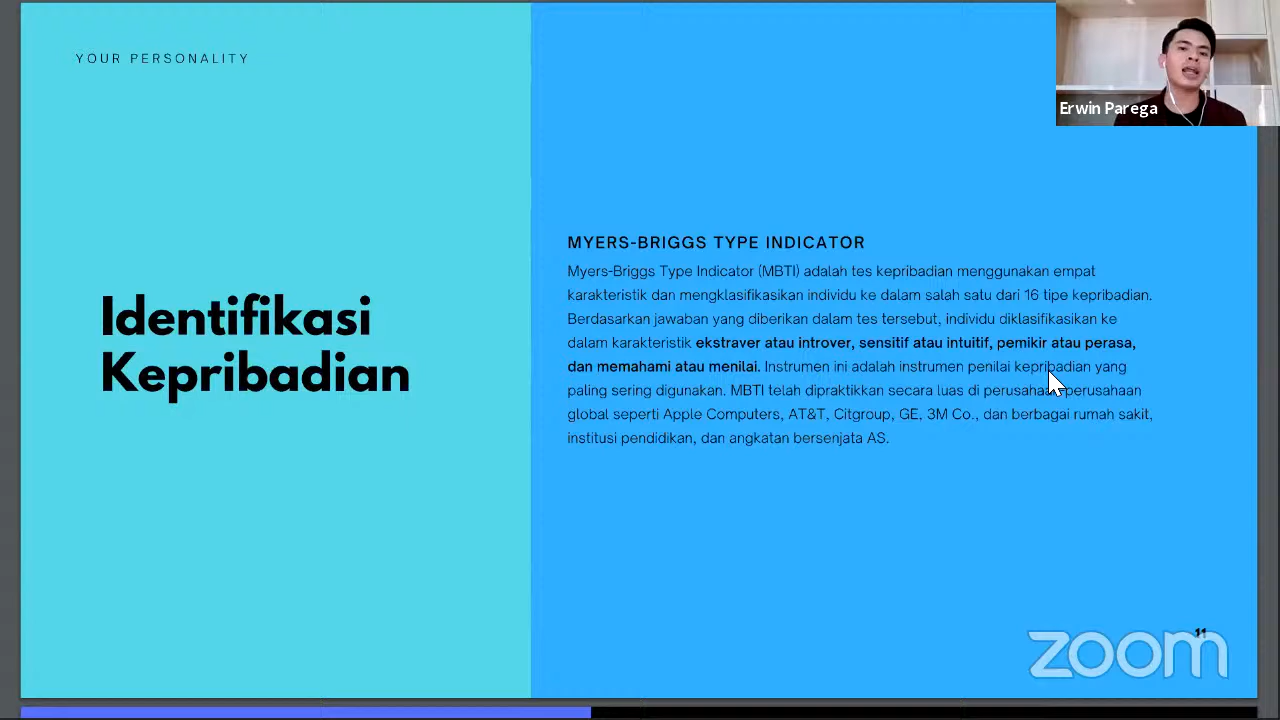 YOUR PERSONALITY
Erwin Parega
Identifikasi
Kepribadian
MYERS-BRIGGS TYPE INDICATOR
Myers-Briggs Type Indicator (MBTI) adalah tes kepribadian menggunakan empat
karakteristik dan mengklasifikasikan individu ke dalam salah satu dari 16 tipe kepribadian.
Berdasarkan jawaban yang diberikan dalam tes tersebut, individu diklasifikasikan ke
dalam karakteristik ekstraver atau introver, sensitif atau intuitif, pemikir atau perasa,
dan memahami atau menilai. Instrumen ini adalah instrumen penilai kepribadian yang
paling sering digunakan. MBTI telah dipraktikkan secara luas di perusahaan-perusahaan
global seperti Apple Computers, AT&T, Citgroup, GE, 3M Co., dan berbagai rumah sakit,
institusi pendidikan, dan angkatan bersenjata AS.
11
zoom